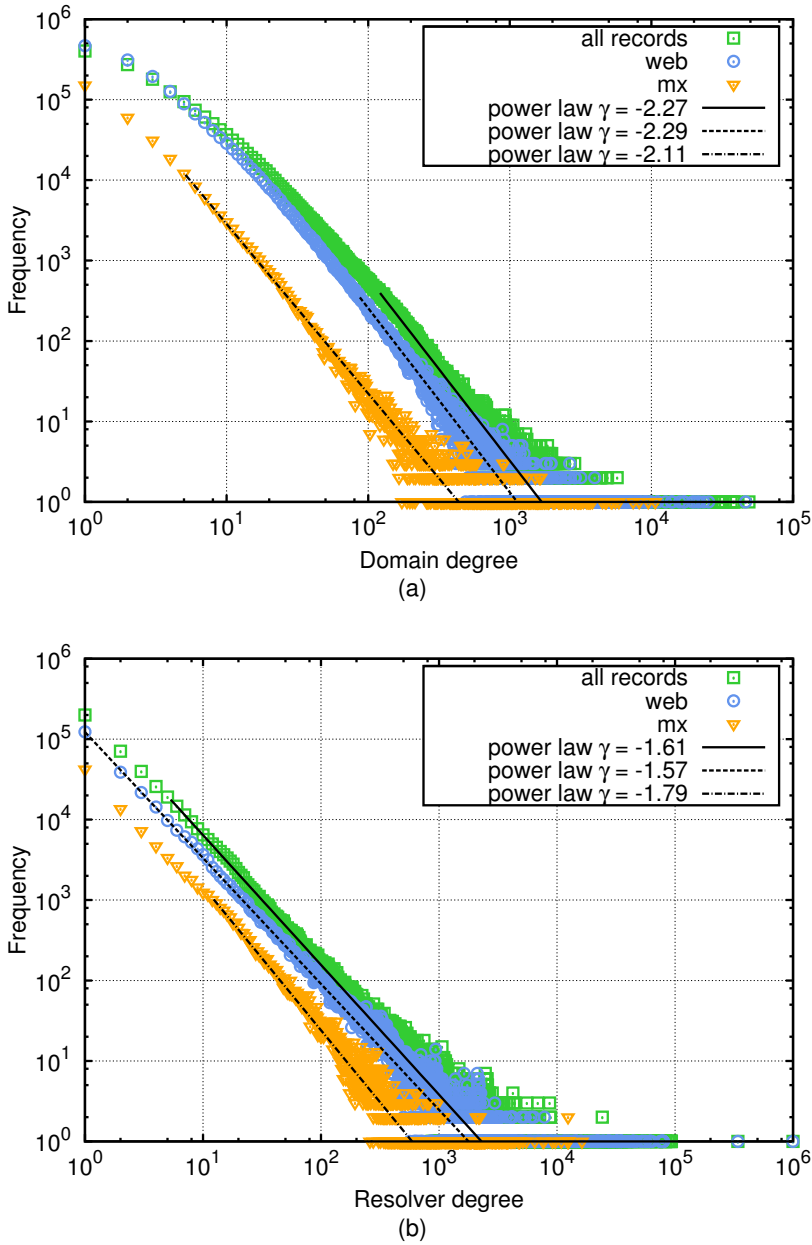 10^6
10^5
10^4
10^3
10^2
10^1
10^0
Frequency
all records
web
mx
power law γ = -2.27
power law γ = -2.29
power law γ = -2.11
10^0 10^1 10^2 10^3 10^4 10^5
Domain degree
(a)
10^6
10^5
10^4
10^3
10^2
10^1
10^0
Frequency
all records
web
mx
power law γ = -1.61
power law γ = -1.57
power law γ = -1.79
10^0 10^1 10^2 10^3 10^4 10^5 10^6
Resolver degree
(b)